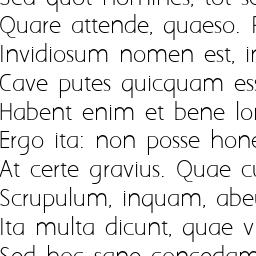 Sed quot homines, tot s
Quare attende, quaeso.
Invidiosum nomen est, in
Cave putes quicquam ess
Habent enim et bene lon
Ergo ita: non posse hone
At certe gravius. Quae cu
Scrupulum, inquam, abeu
Ita multa dicunt, quae v
Sed hoc sane concedam